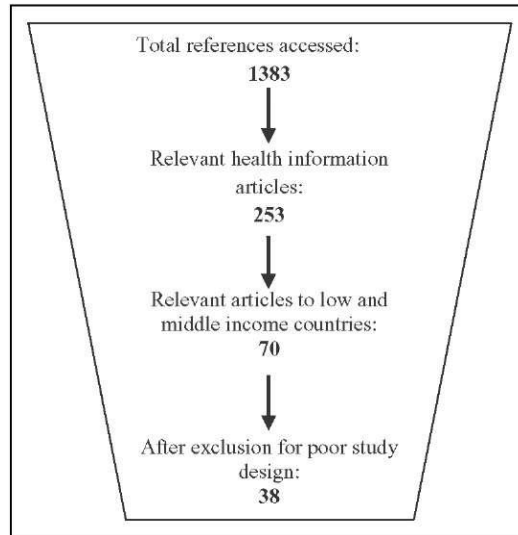 Total references accessed:
1383
Relevant health information
articles:
253
Relevant articles to low and
middle income countries:
70
After exclusion for poor study
design:
38